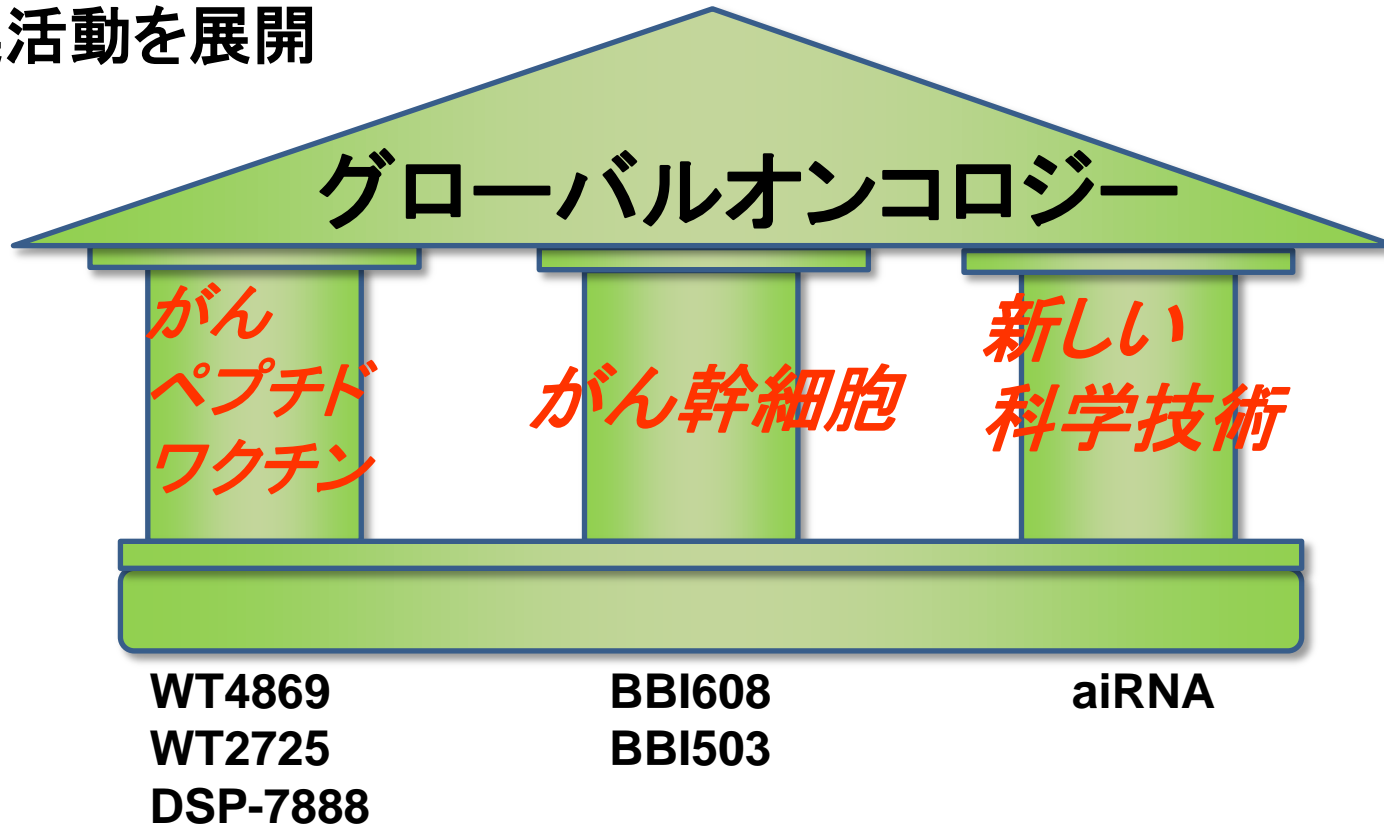 活動を展開
グローバルオンコロジー
がん
ペプチド
ワクチン
がん幹細胞
新しい
科学技術
WT4869
WT2725
DSP-7888
BBI608
BBI503
aiRNA